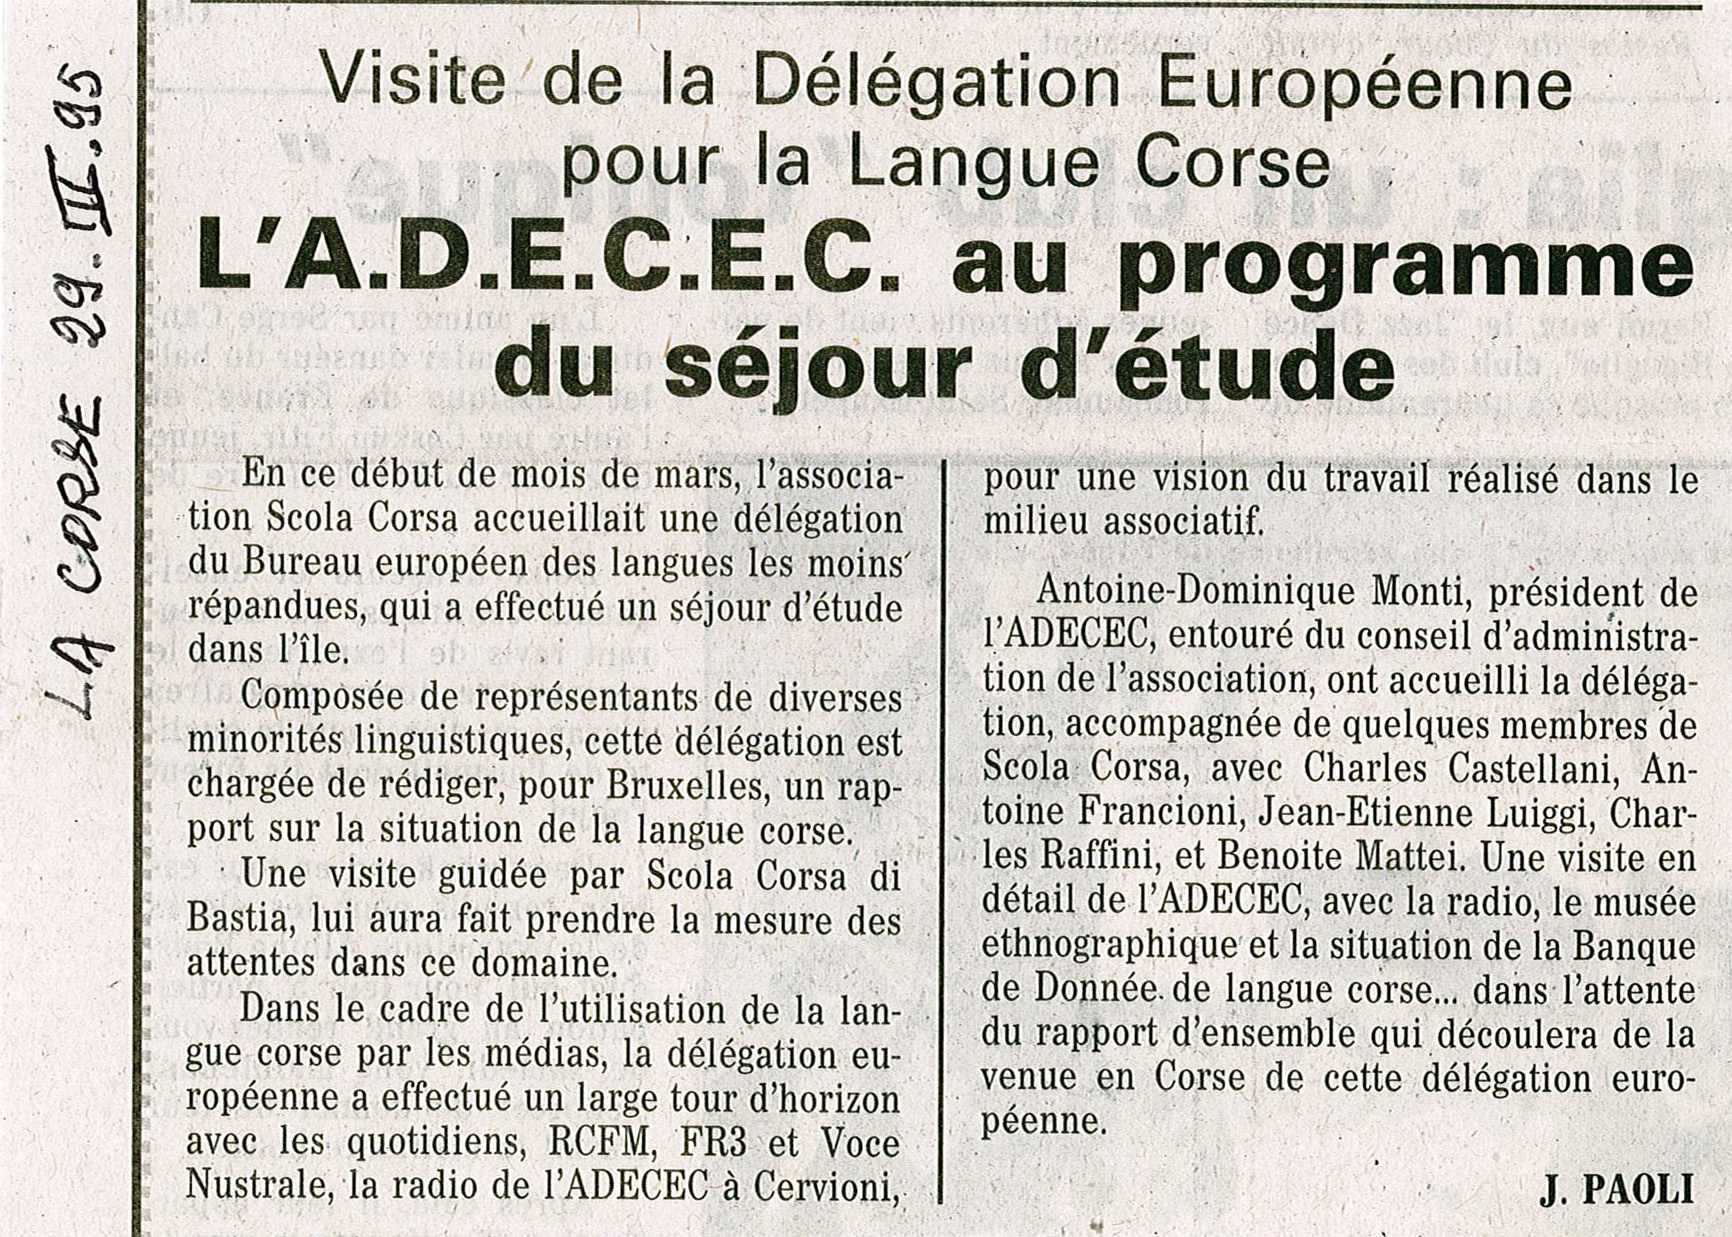 LA CORSE 29.III.95
Visite de la Délégation Européenne
pour la Langue Corse
L'A.D.E.C.E.C. au programme
du séjour d'étude
En ce début de mois de mars, l'associa-
tion Scola Corsa accueillait une délégation
du Bureau européen des langues les moins
répandues, qui a effectué un séjour d'étude
dans l'île.
Composée de représentants de diverses
minorités linguistiques, cette délégation est
chargée de rédiger, pour Bruxelles, un rap-
port sur la situation de la langue corse.
Une visite guidée par Scola Corsa di
Bastia, lui aura fait prendre la mesure des
attentes dans ce domaine.
Dans le cadre de l'utilisation de la lan-
gue corse par les médias, la délégation eu-
ropéenne a effectué un large tour d'horizon
avec les quotidiens, RCFM, FR3 et Voce
Nustrale, la radio de l'ADECEC à Cervioni,
pour une vision du travail réalisé dans le
milieu associatif.
Antoine-Dominique Monti, président de
l'ADECEC, entouré du conseil d'administra-
tion de l'association, ont accueilli la déléga-
tion, accompagnée de quelques membres de
Scola Corsa, avec Charles Castellani, An-
toine Francioni, Jean-Etienne Luiggi, Char-
les Raffini, et Benoite Mattei. Une visite en
détail de l'ADECEC, avec la radio, le musée
ethnographique et la situation de la Banque
de Donnée de langue corse... dans l'attente
du rapport d'ensemble qui découlera de la
venue en Corse de cette délégation euro-
péenne.
J. PAOLI